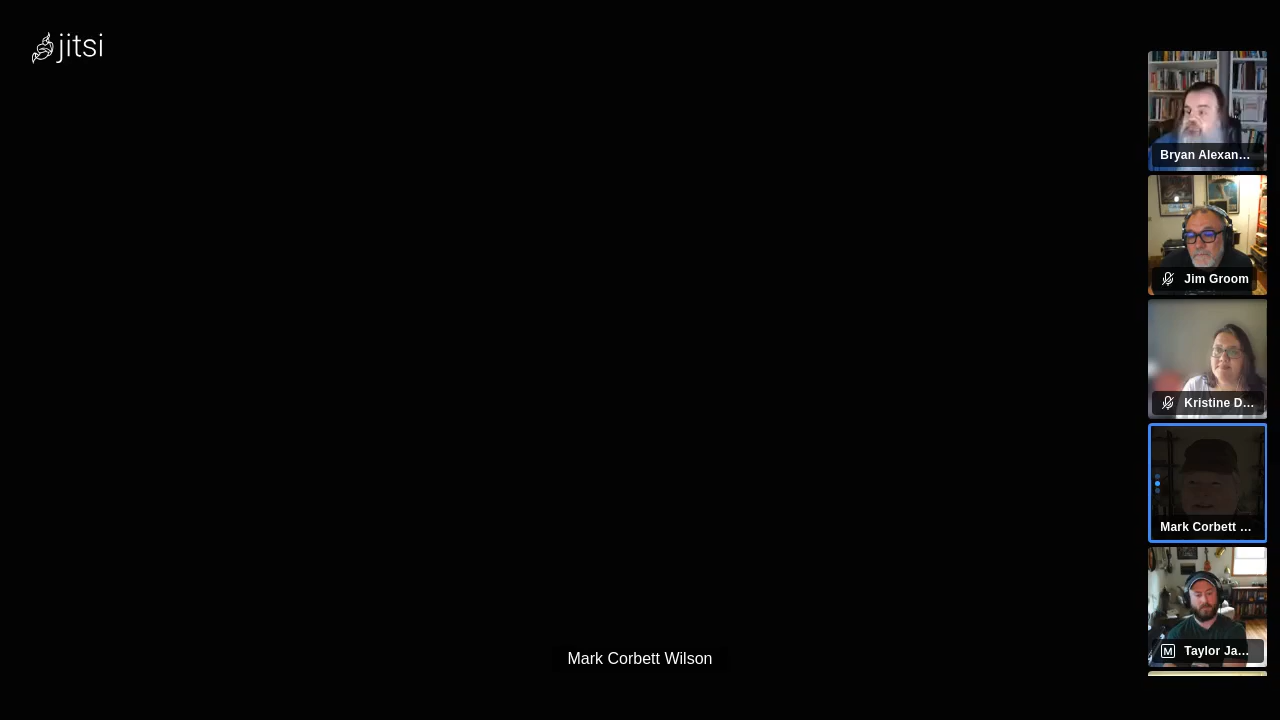 jitsi
Bryan Alexan...
Jim Groom
Kristine D...
Mark Corbett ...
Taylor Ja...
Mark Corbett Wilson